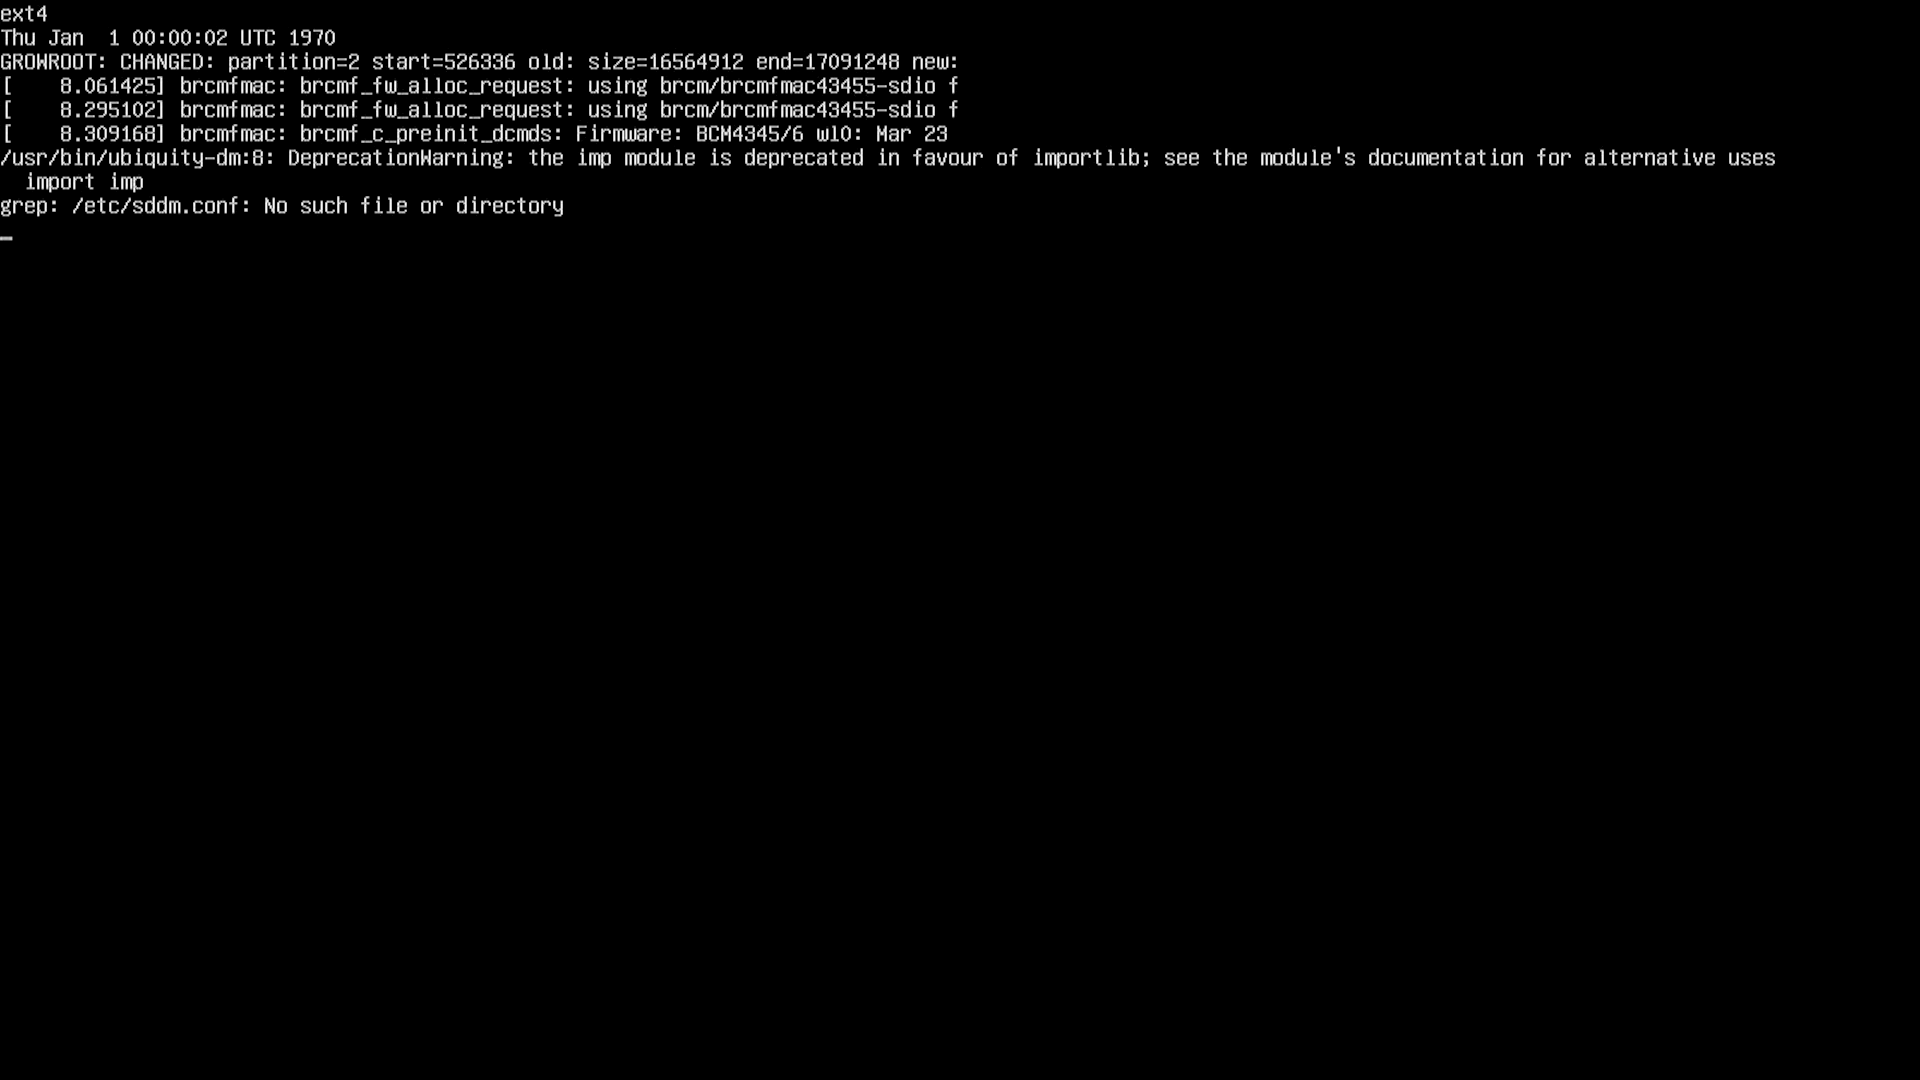 ext4
Thu Jan  1 00:00:02 UTC 1970
GROWROOT: CHANGED: partition=2 start=526336 old: size=16564912 end=17091248 new:
[    8.061425] brcmfmac: brcmf_fw_alloc_request: using brcm/brcmfmac43455-sdio f
[    8.295102] brcmfmac: brcmf_fw_alloc_request: using brcm/brcmfmac43455-sdio f
[    8.309168] brcmfmac: brcmf_c_preinit_dcmds: Firmware: BCM4345/6 wl0: Mar 23
/usr/bin/ubiquity-dm:8: DeprecationWarning: the imp module is deprecated in favour of importlib; see the module's documentation for alternative uses
  import imp
grep: /etc/sddm.conf: No such file or directory